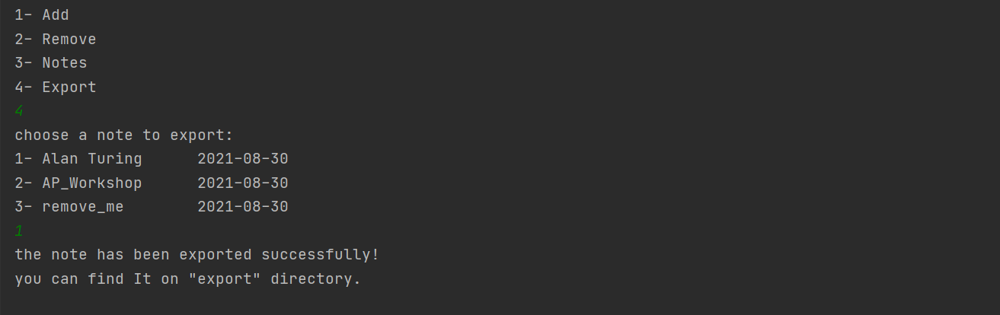 1- Add
2- Remove
3- Notes
4- Export
4
choose a note to export:
1- Alan Turing      2021-08-30
2- AP_Workshop      2021-08-30
3- remove_me        2021-08-30
1
the note has been exported successfully!
you can find It on "export" directory.